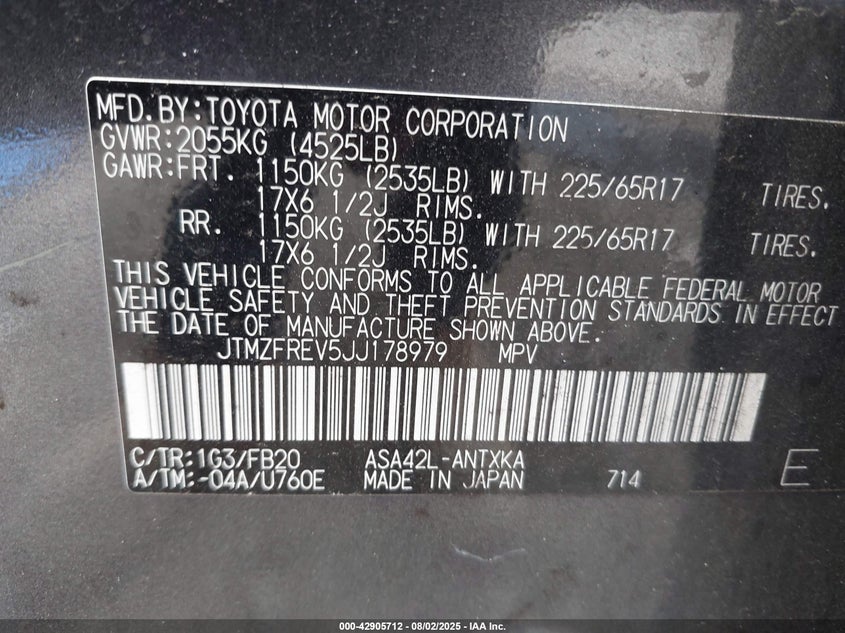 MFD.BY:TOYOTA MOTOR CORPORATION
GVWR:2055KG (4525LB)
GAWR:FRT. 1150KG (2535LB) WITH 225/65R17 TIRES.
17X6 1/2J RIMS.
RR. 1150KG (2535LB) WITH 225/65R17 TIRES.
17X6 1/2J RIMS.
THIS VEHICLE CONFORMS TO ALL APPLICABLE FEDERAL MOTOR
VEHICLE SAFETY AND THEFT PREVENTION STANDARDS IN EFFECT
THE DATE OF MANUFACTURE SHOWN ABOVE.
JTMZFREV5JJ178979 MPV
C/TR:1G3/FB20 ASA42L-ANTXKA
A/TM:-04A/U760E MADE IN JAPAN 714 E
000-42905712 - 08/02/2025 - IAA Inc.